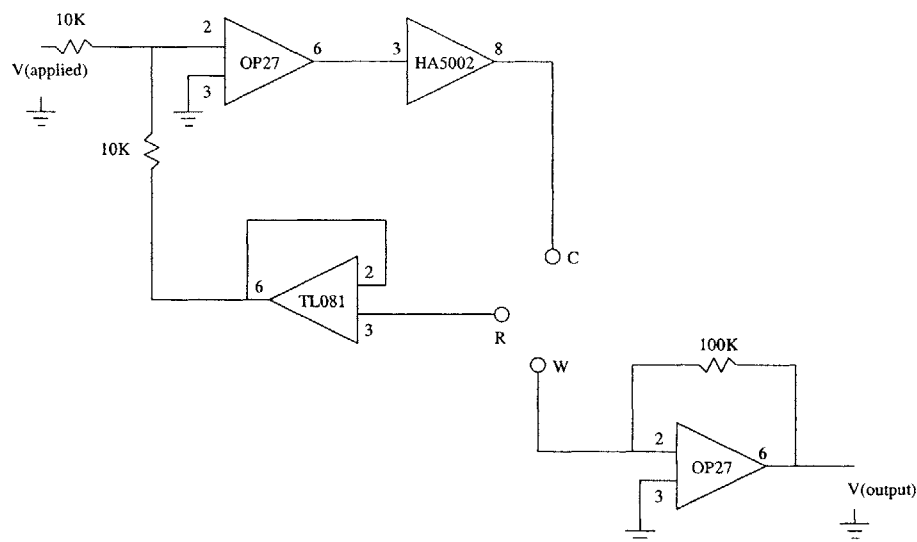 10K
V(applied)
2
OP27
3
6
3
HA5002
8
10K
C
6
2
TL081
3
R
W
100K
2
OP27
6
3
V(output)